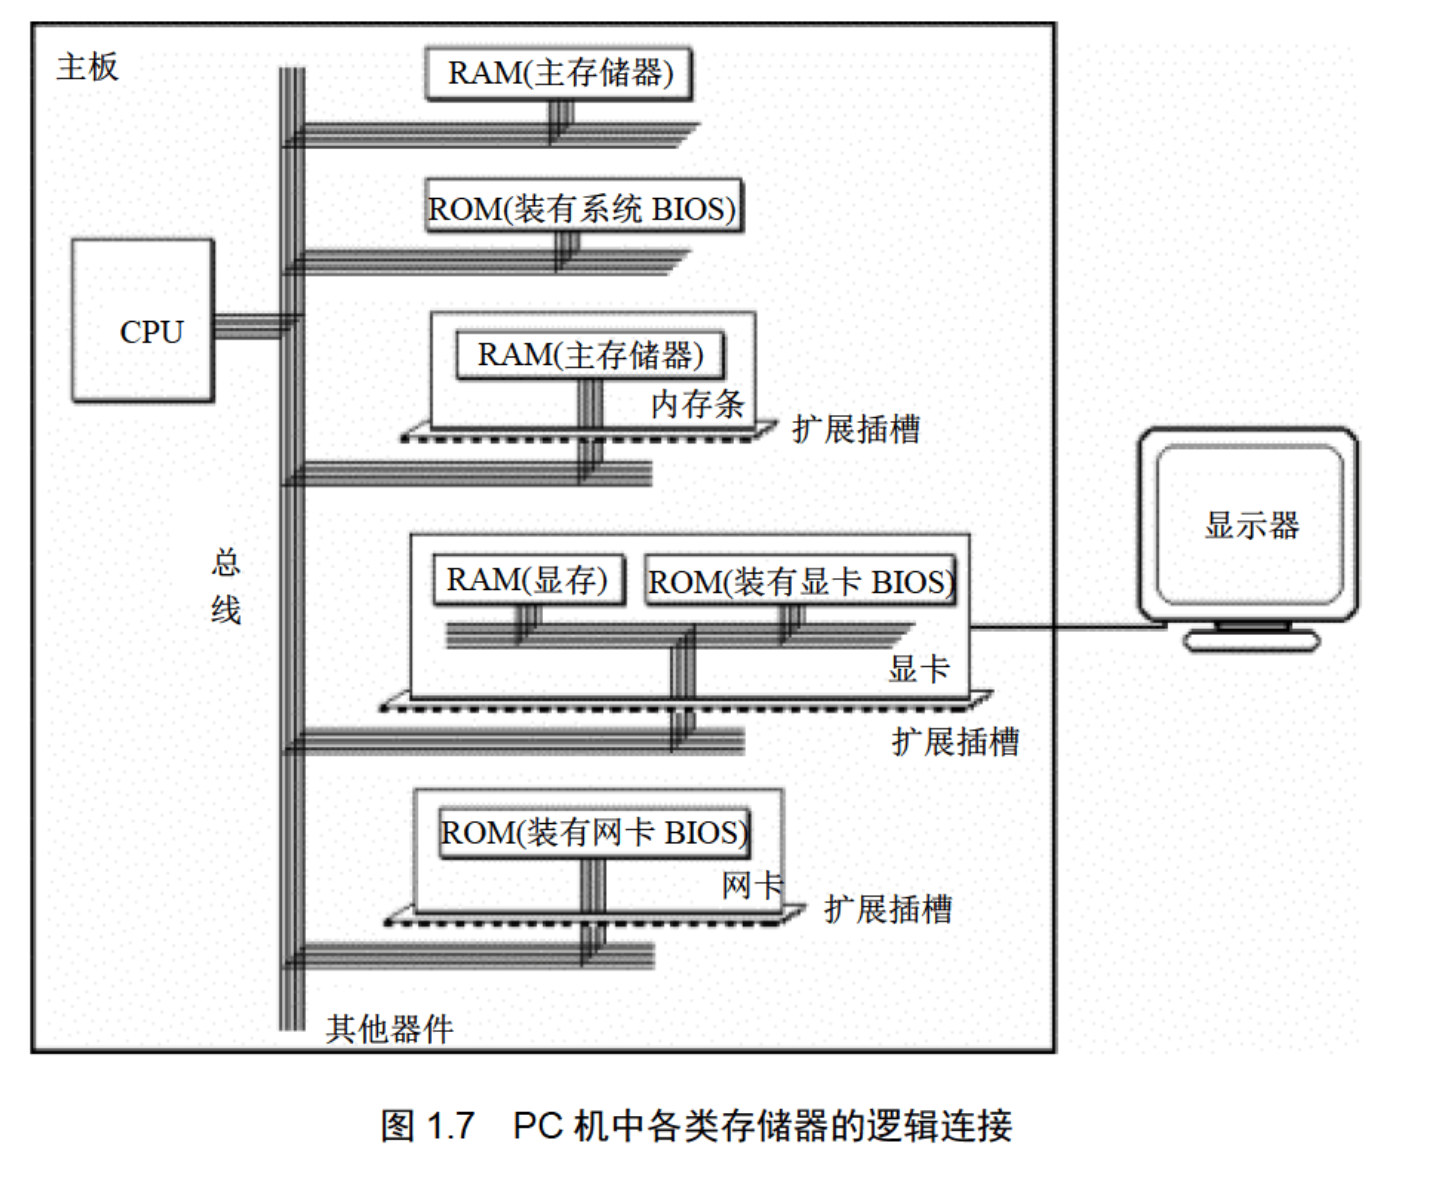 主板
RAM(主存储器)
ROM(装有系统 BIOS)
CPU
RAM(主存储器)
内存条
扩展插槽
显示器
总
线
RAM(显存)
ROM(装有显卡 BIOS)
显卡
扩展插槽
ROM(装有网卡 BIOS)
网卡
扩展插槽
其他器件
图 1.7 PC 机中各类存储器的逻辑连接